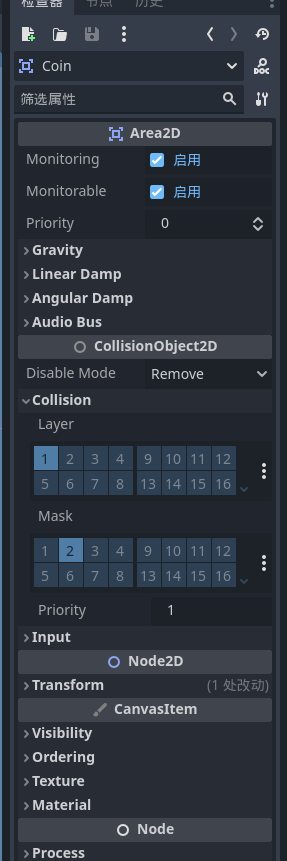 检查器 节点 历史
Coin
DOC
筛选属性
Area2D
Monitoring 启用
Monitorable 启用
Priority 0
Gravity
Linear Damp
Angular Damp
Audio Bus
CollisionObject2D
Disable Mode Remove
Collision
Layer
1 2 3 4 9 10 11 12
5 6 7 8 13 14 15 16
Mask
1 2 3 4 9 10 11 12
5 6 7 8 13 14 15 16
Priority 1
Input
Node2D
Transform (1 处改动)
CanvasItem
Visibility
Ordering
Texture
Material
Node
Process